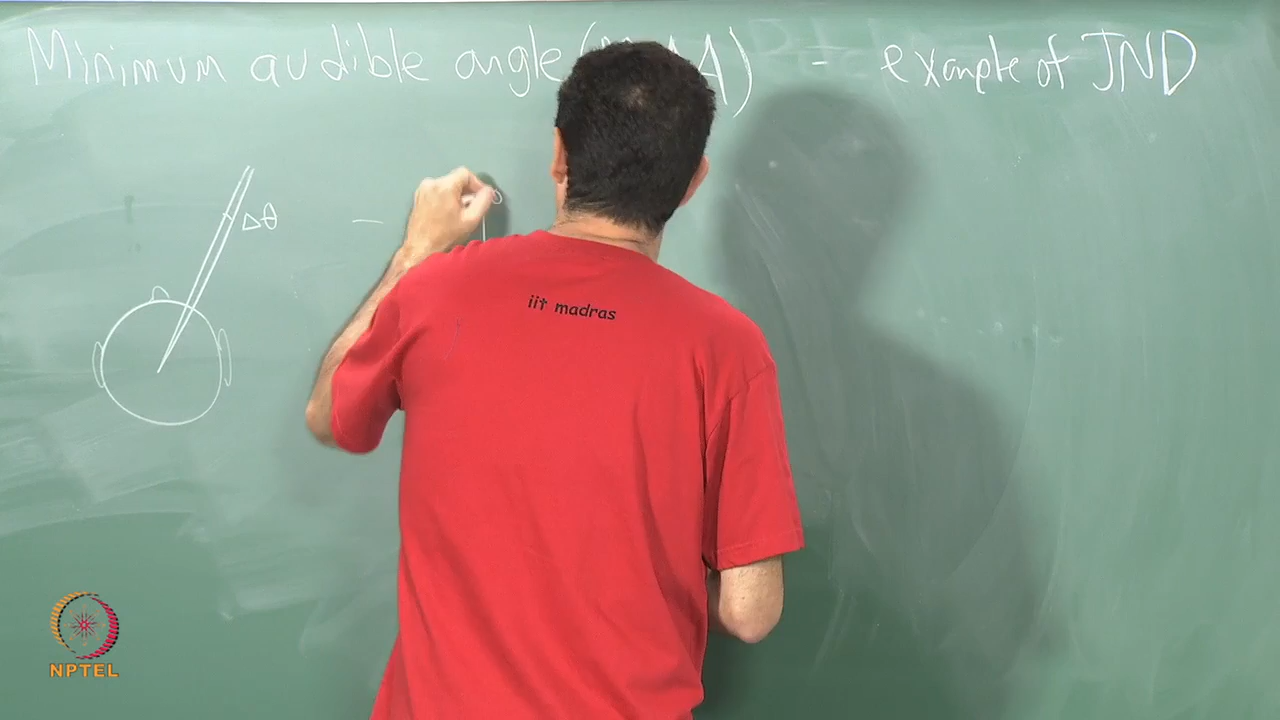 Minimum audible angle ( A) - example of JND
Δθ
-
iit madras
NPTEL